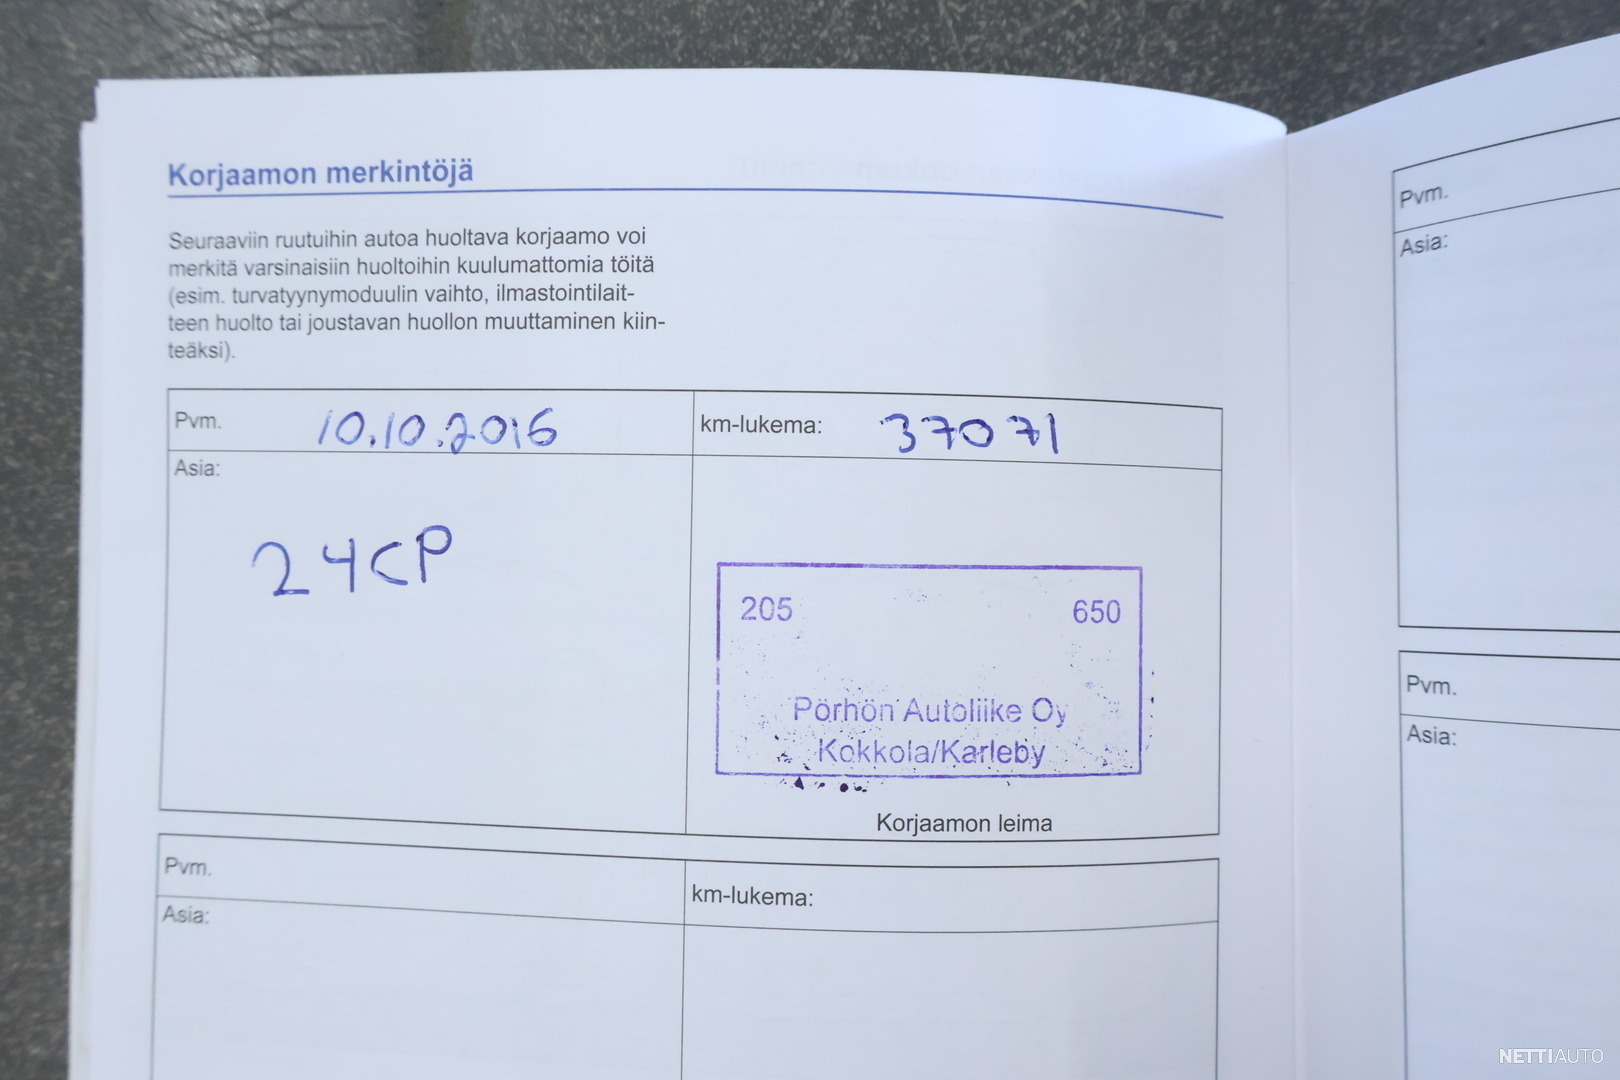 Korjaamon merkintöjä
Seuraaviin ruutuihin autoa huoltava korjaamo voi
merkitä varsinaisiin huoltoihin kuulumattomia töitä
(esim. turvatyynymoduulin vaihto, ilmastointilait-
teen huolto tai joustavan huollon muuttaminen kiin-
teäksi).
Pvm. 10.10.2016 km-lukema: 37071
Asia:
24CP
205 650
Pörhön Autoliike Oy
Kokkola/Karleby
Korjaamon leima
Pvm.
km-lukema:
Asia:
Pvm.
Asia:
Pvm.
Asia:
NETTIAUTO